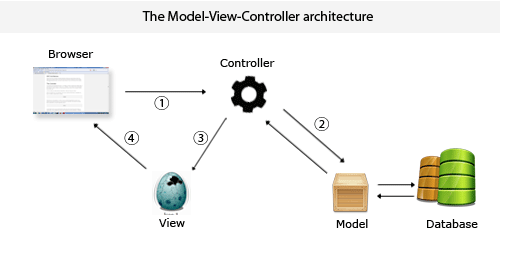 The Model-View-Controller architecture
Browser
Controller
①
②
④
③
View
Model
Database